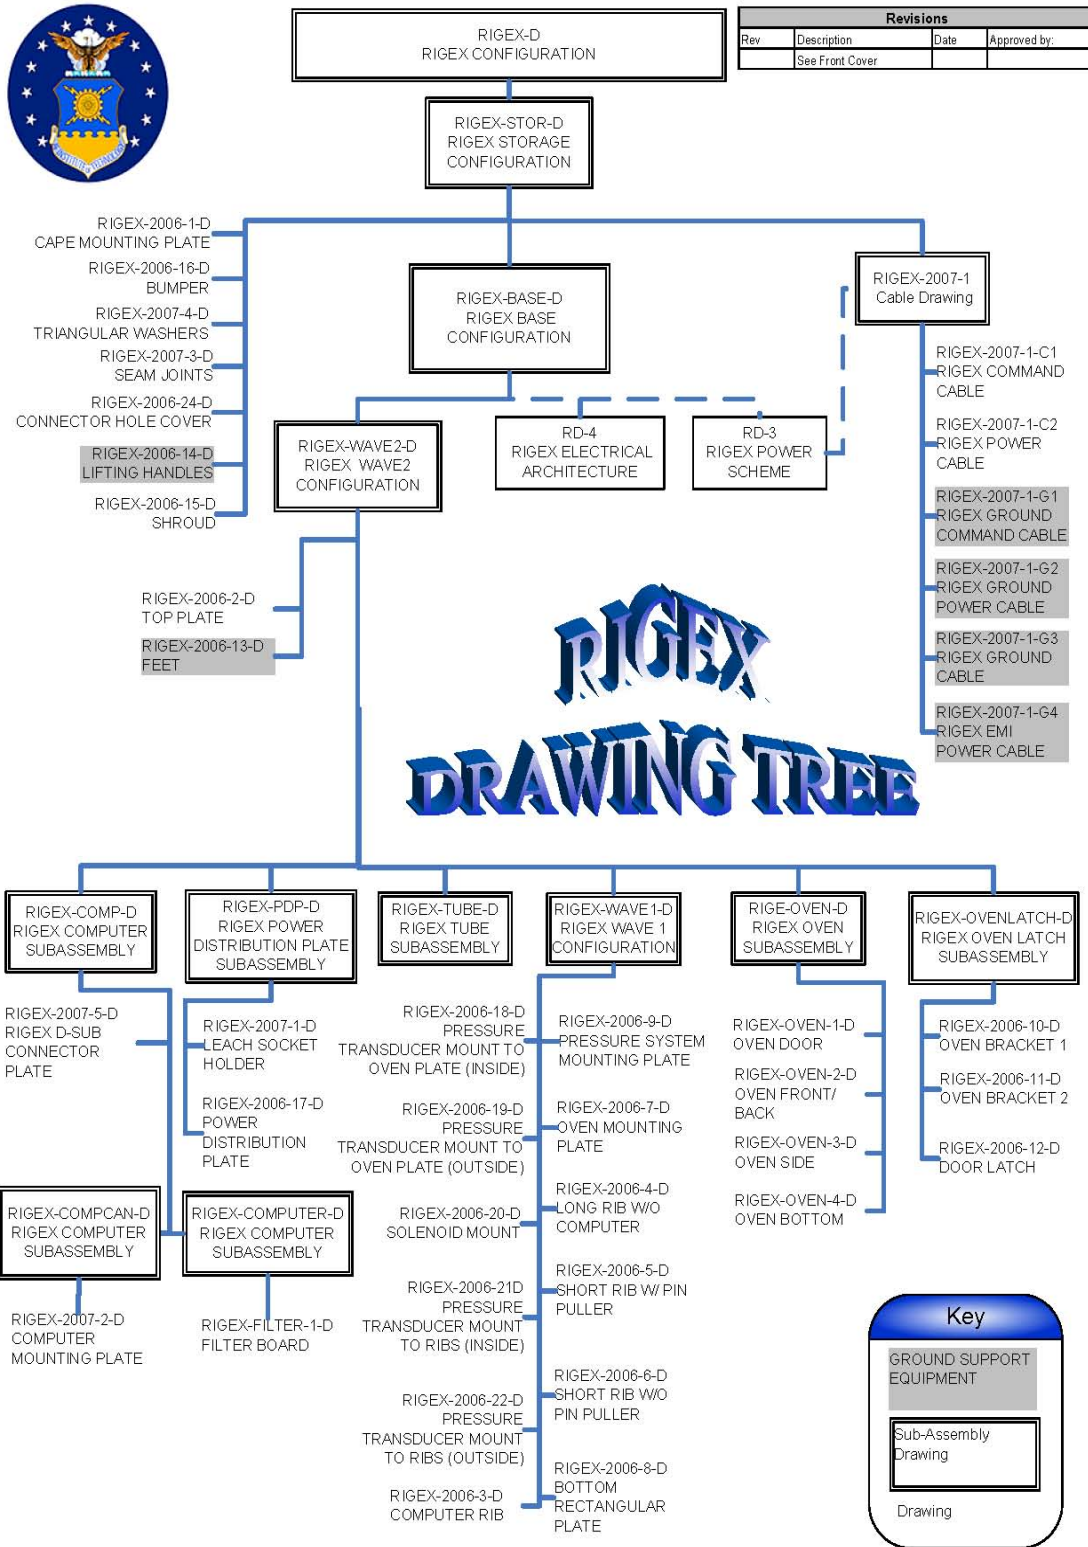 RIGEX-D
RIGEX CONFIGURATION
Revisions
Rev Description Date Approved by:
See Front Cover
RIGEX-STOR-D
RIGEX STORAGE
CONFIGURATION
RIGEX-2006-1-D
CAPE MOUNTING PLATE
RIGEX-2006-16-D
BUMPER
RIGEX-2007-4-D
TRIANGULAR WASHERS
RIGEX-2007-3-D
SEAM JOINTS
RIGEX-2006-24-D
CONNECTOR HOLE COVER
RIGEX-2006-14-D
LIFTING HANDLES
RIGEX-2006-15-D
SHROUD
RIGEX-BASE-D
RIGEX BASE
CONFIGURATION
RIGEX-2007-1
Cable Drawing
RIGEX-WAVE2-D
RIGEX WAVE2
CONFIGURATION
RD-4
RIGEX ELECTRICAL
ARCHITECTURE
RD-3
RIGEX POWER
SCHEME
RIGEX-2007-1-C1
RIGEX COMMAND
CABLE
RIGEX-2007-1-C2
RIGEX POWER
CABLE
RIGEX-2007-1-G1
RIGEX GROUND
COMMAND CABLE
RIGEX-2007-1-G2
RIGEX GROUND
POWER CABLE
RIGEX-2007-1-G3
RIGEX GROUND
CABLE
RIGEX-2007-1-G4
RIGEX EMI
POWER CABLE
RIGEX-2006-2-D
TOP PLATE
RIGEX-2006-13-D
FEET
RIGEX
DRAWING TREE
RIGEX-COMP-D
RIGEX COMPUTER
SUBASSEMBLY
RIGEX-PDP-D
RIGEX POWER
DISTRIBUTION PLATE
SUBASSEMBLY
RIGEX-TUBE-D
RIGEX TUBE
SUBASSEMBLY
RIGEX-WAVE1-D
RIGEX WAVE 1
CONFIGURATION
RIGE-OVEN-D
RIGEX OVEN
SUBASSEMBLY
RIGEX-OVENLATCH-D
RIGEX OVEN LATCH
SUBASSEMBLY
RIGEX-2007-5-D
RIGEX D-SUB
CONNECTOR
PLATE
RIGEX-2007-1-D
LEACH SOCKET
HOLDER
RIGEX-2006-17-D
POWER
DISTRIBUTION
PLATE
RIGEX-COMPCAN-D
RIGEX COMPUTER
SUBASSEMBLY
RIGEX-COMPUTER-D
RIGEX COMPUTER
SUBASSEMBLY
RIGEX-2007-2-D
COMPUTER
MOUNTING PLATE
RIGEX-FILTER-1-D
FILTER BOARD
RIGEX-2006-18-D
PRESSURE
TRANSDUCER MOUNT TO
OVEN PLATE (INSIDE)
RIGEX-2006-19-D
PRESSURE
TRANSDUCER MOUNT TO
OVEN PLATE (OUTSIDE)
RIGEX-2006-20-D
SOLENOID MOUNT
RIGEX-2006-21D
PRESSURE
TRANSDUCER MOUNT
TO RIBS (INSIDE)
RIGEX-2006-22-D
PRESSURE
TRANSDUCER MOUNT
TO RIBS (OUTSIDE)
RIGEX-2006-3-D
COMPUTER RIB
RIGEX-2006-9-D
PRESSURE SYSTEM
MOUNTING PLATE
RIGEX-2006-7-D
OVEN MOUNTING
PLATE
RIGEX-2006-4-D
LONG RIB W/O
COMPUTER
RIGEX-2006-5-D
SHORT RIB W/ PIN
PULLER
RIGEX-2006-6-D
SHORT RIB W/O
PIN PULLER
RIGEX-2006-8-D
BOTTOM
RECTANGULAR
PLATE
RIGEX-OVEN-1-D
OVEN DOOR
RIGEX-OVEN-2-D
OVEN FRONT/
BACK
RIGEX-OVEN-3-D
OVEN SIDE
RIGEX-OVEN-4-D
OVEN BOTTOM
RIGEX-2006-10-D
OVEN BRACKET 1
RIGEX-2006-11-D
OVEN BRACKET 2
RIGEX-2006-12-D
DOOR LATCH
Key
GROUND SUPPORT
EQUIPMENT
Sub-Assembly
Drawing
Drawing